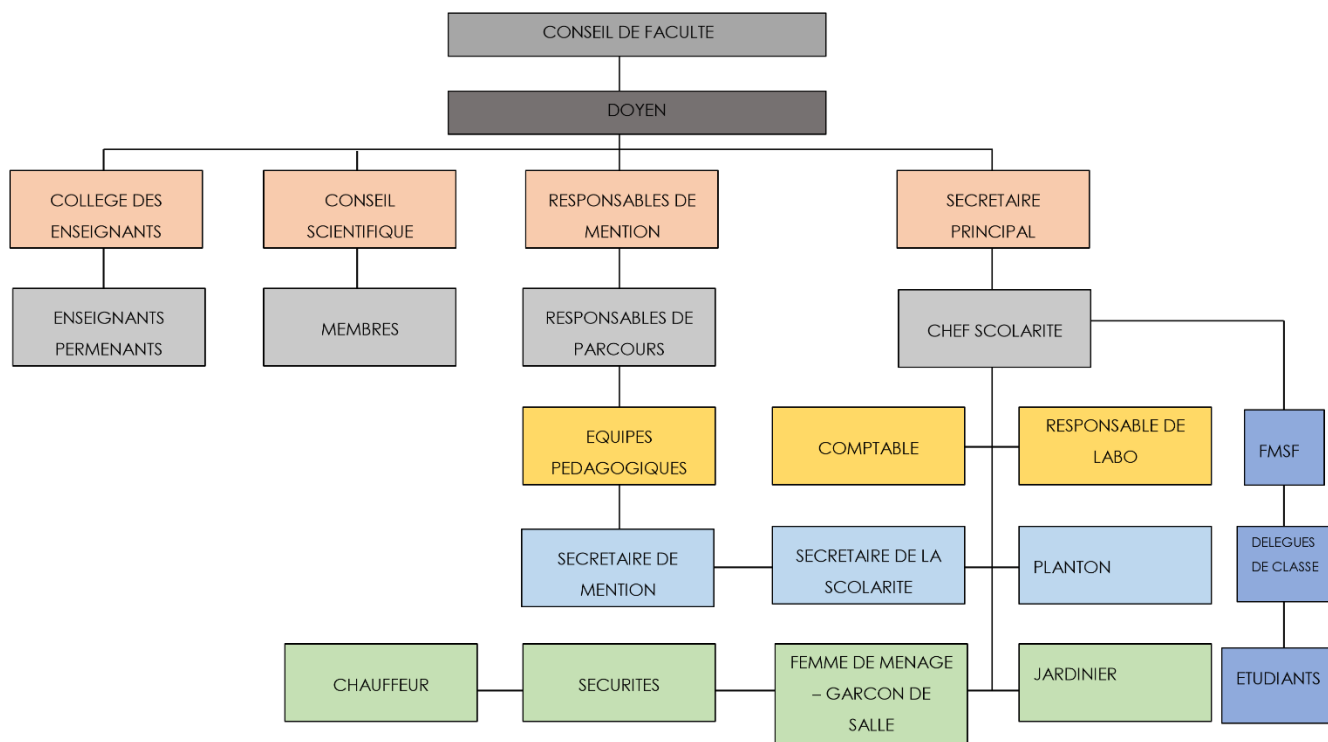 CONSEIL DE FACULTE
DOYEN
COLLEGE DES
ENSEIGNANTS
CONSEIL
SCIENTIFIQUE
RESPONSABLES DE
MENTION
SECRETAIRE
PRINCIPAL
ENSEIGNANTS
PERMENANTS
MEMBRES
RESPONSABLES DE
PARCOURS
CHEF SCOLARITE
EQUIPES
PEDAGOGIQUES
COMPTABLE
RESPONSABLE DE
LABO
FMSF
SECRETAIRE DE
MENTION
SECRETAIRE DE LA
SCOLARITE
PLANTON
DELEGUES
DE CLASSE
CHAUFFEUR
SECURITES
FEMME DE MENAGE
– GARCON DE
SALLE
JARDINIER
ETUDIANTS